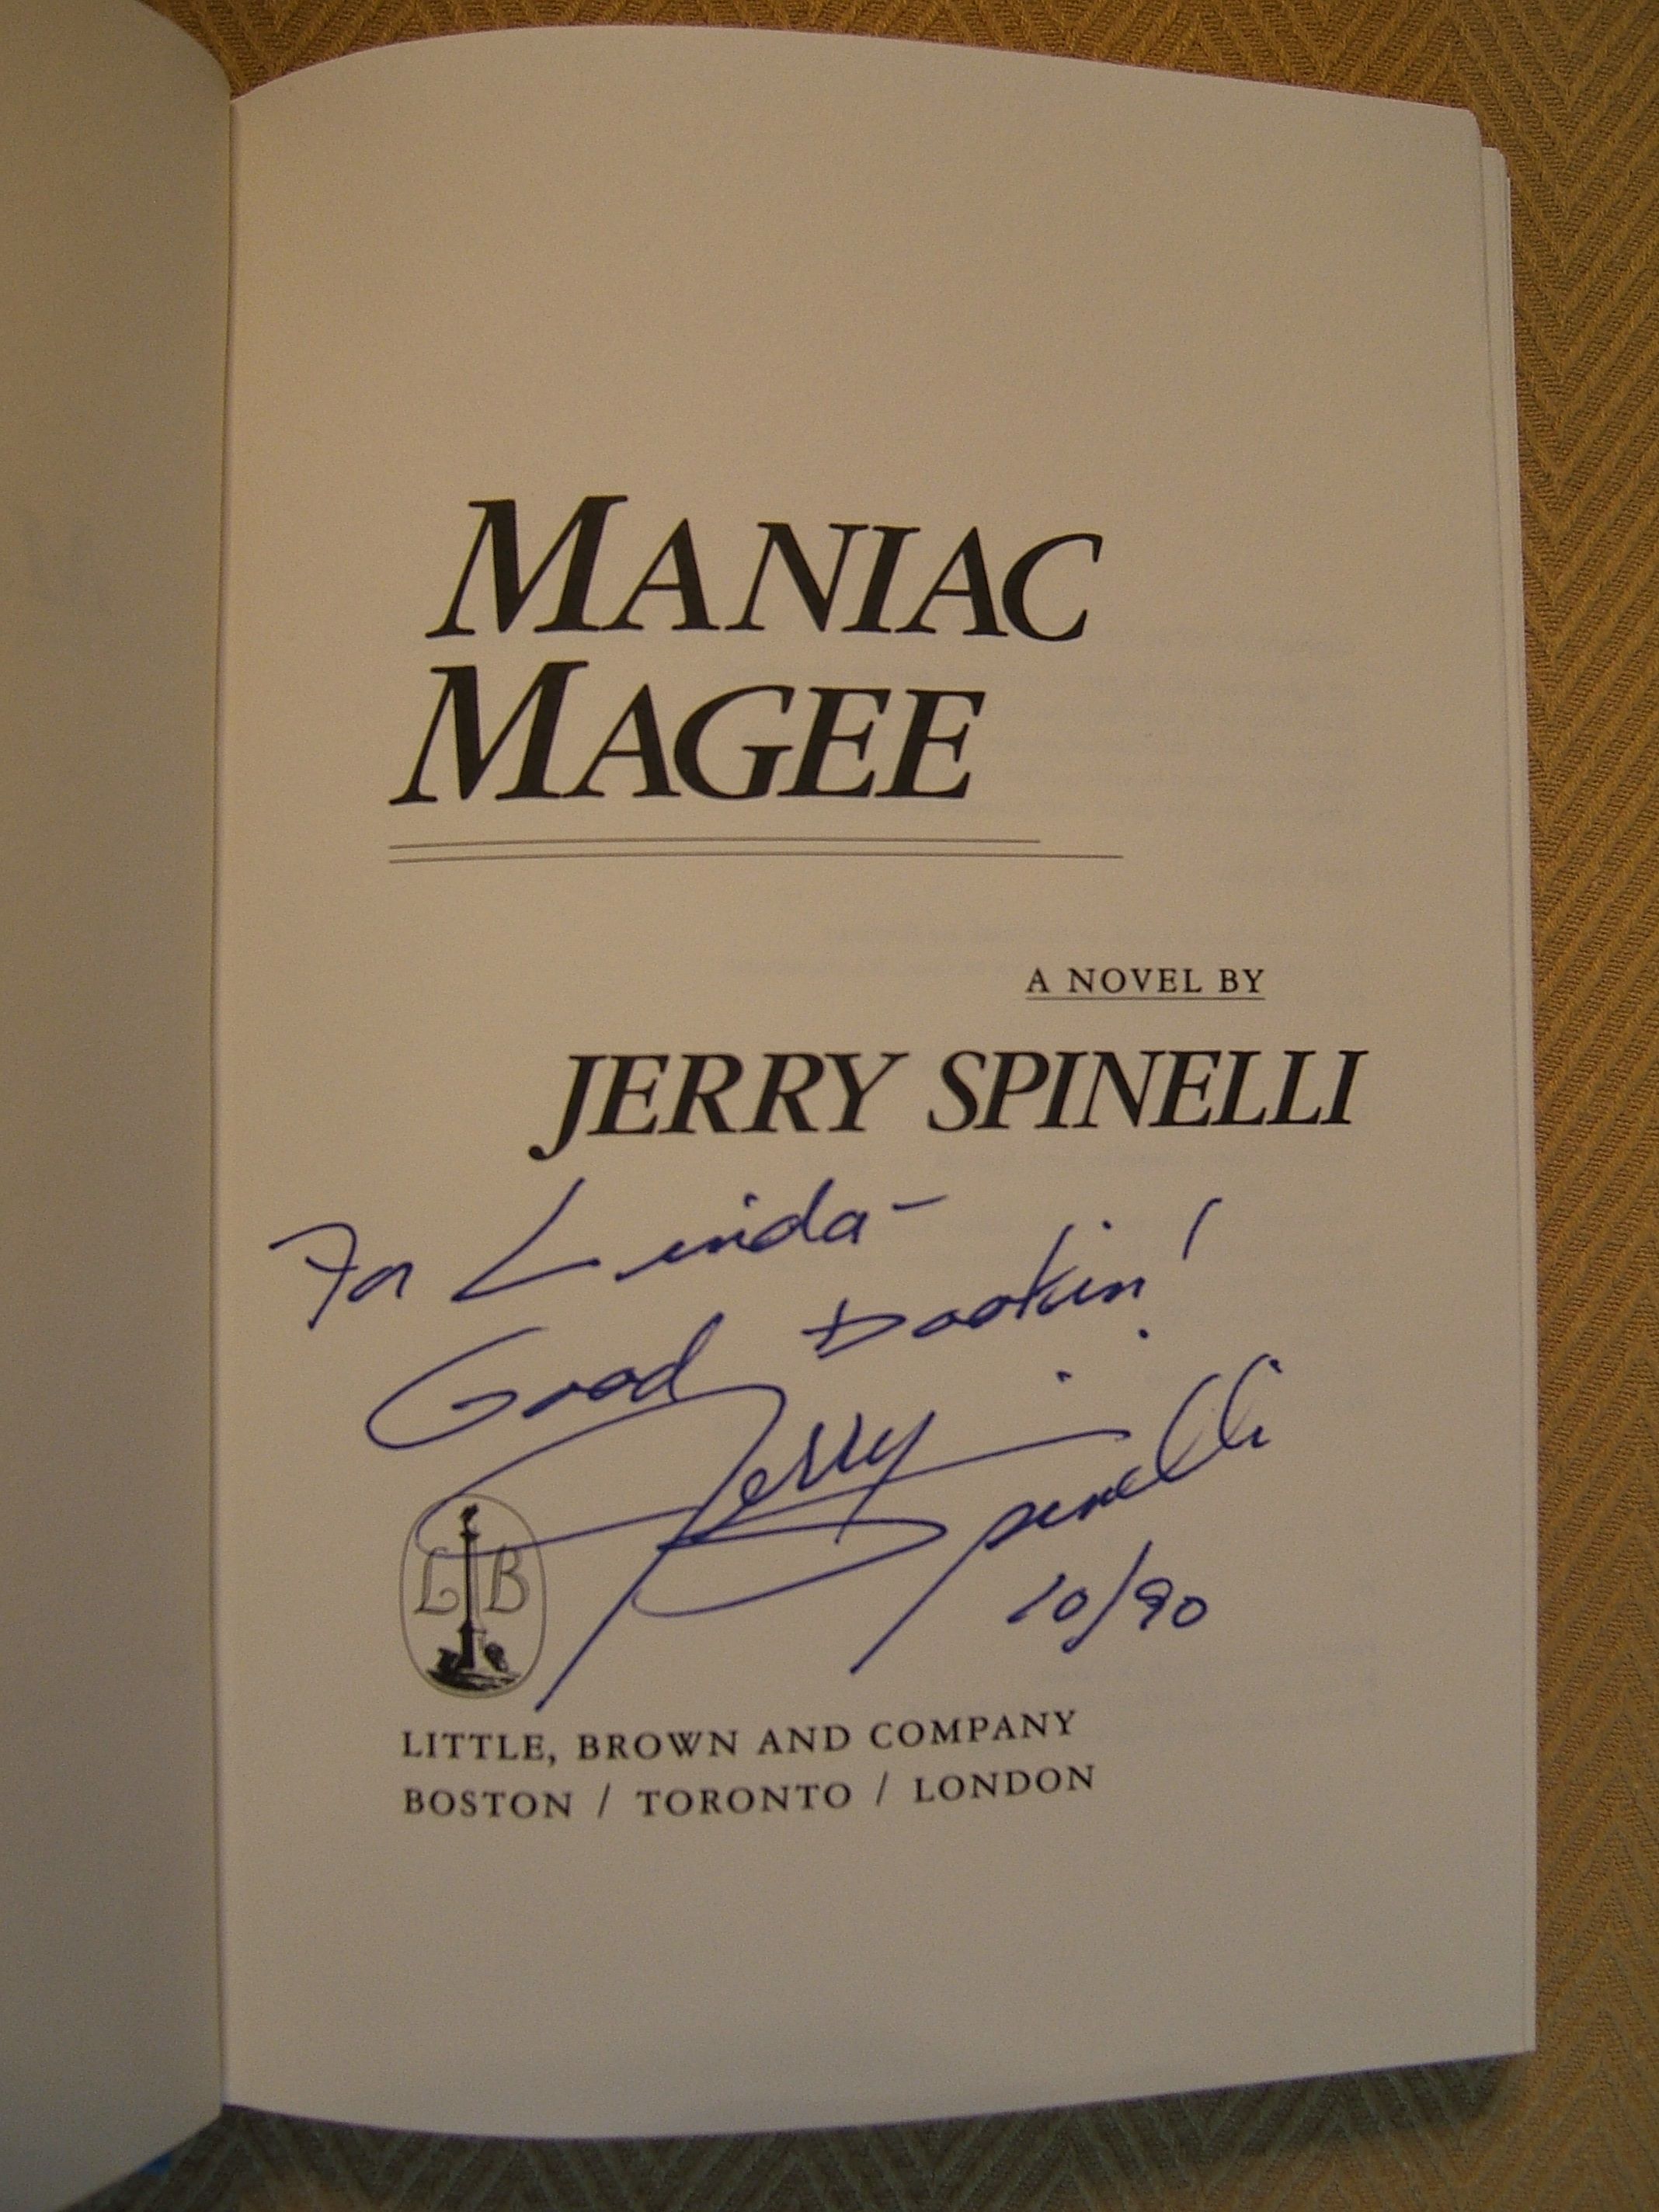 MANIAC
MAGEE
A NOVEL BY
JERRY SPINELLI
For Linda-
Good Bookin'!
Jerry Spinelli
10/90
L B
LITTLE, BROWN AND COMPANY
BOSTON / TORONTO / LONDON